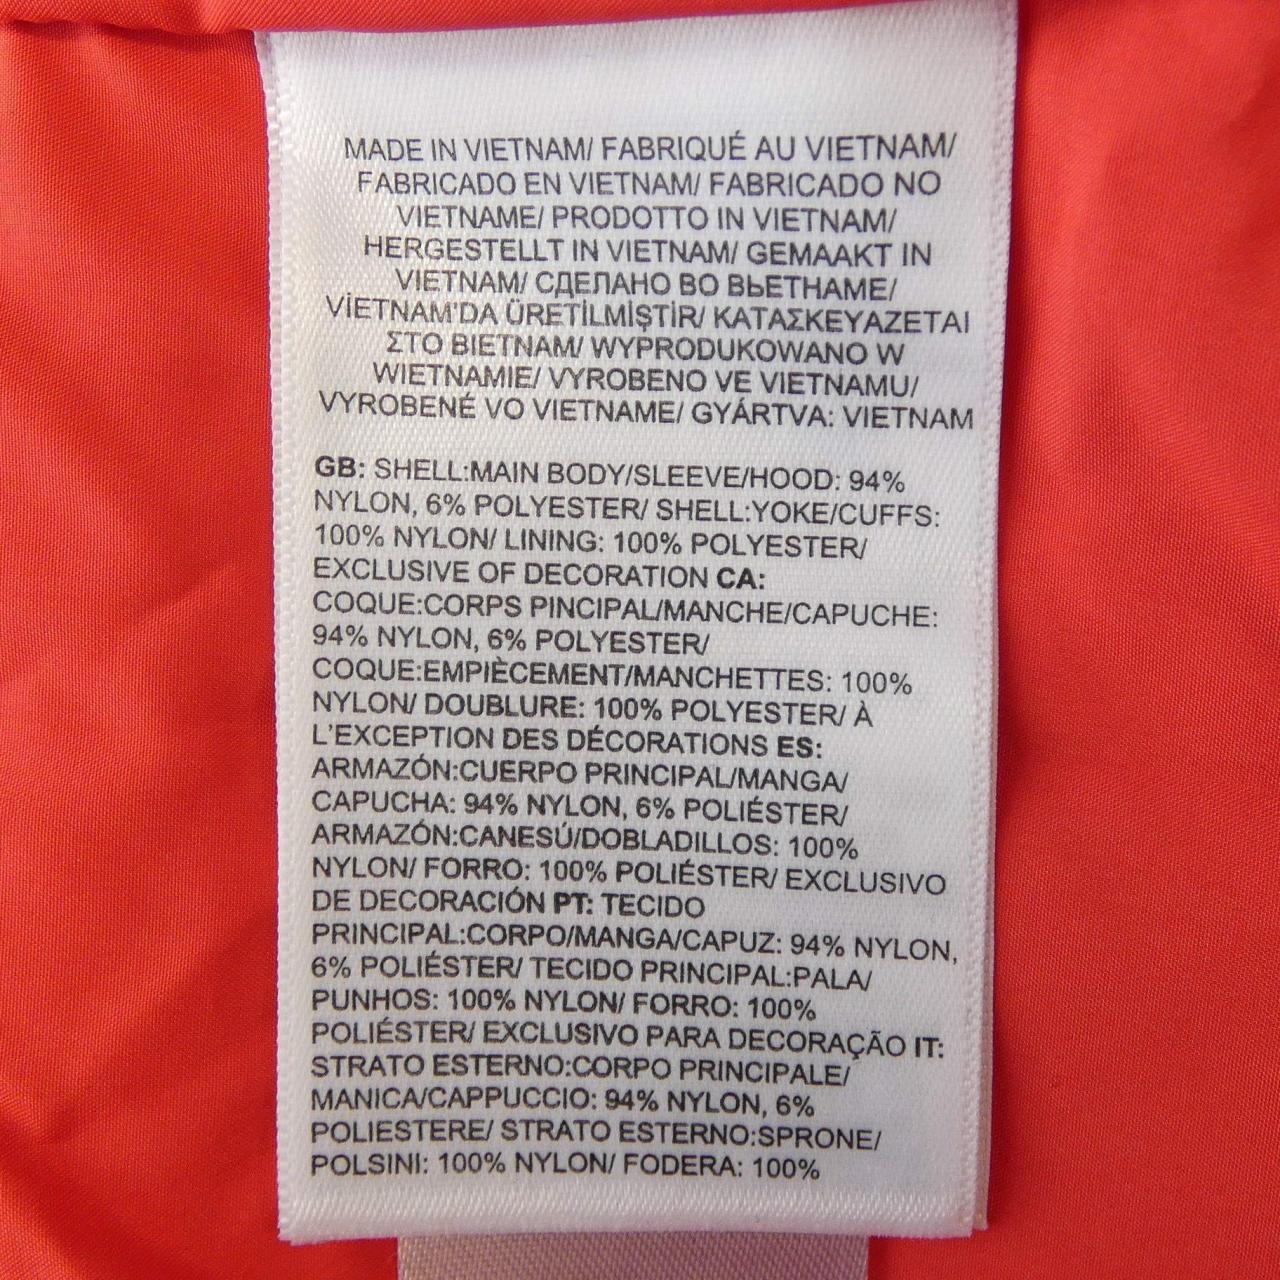 MADE IN VIETNAM/ FABRIQUÉ AU VIETNAM/
FABRICADO EN VIETNAM/ FABRICADO NO
VIETNAME/ PRODOTTO IN VIETNAM/
HERGESTELLT IN VIETNAM/ GEMAAKT IN
VIETNAM/ СДЕЛАНО ВО ВЬЕТНАМЕ/
VİETNAM'DA ÜRETİLMİŞTİR/ ΚΑΤΑΣΚΕΥΑΖΕΤΑΙ
ΣΤΟ ΒΙΕΤΝΑΜ/ WYPRODUKOWANO W
WIETNAMIE/ VYROBENO VE VIETNAMU/
VYROBENÉ VO VIETNAME/ GYÁRTVA: VIETNAM
GB: SHELL:MAIN BODY/SLEEVE/HOOD: 94%
NYLON, 6% POLYESTER/ SHELL:YOKE/CUFFS:
100% NYLON/ LINING: 100% POLYESTER/
EXCLUSIVE OF DECORATION CA:
COQUE:CORPS PINCIPAL/MANCHE/CAPUCHE:
94% NYLON, 6% POLYESTER/
COQUE:EMPIÈCEMENT/MANCHETTES: 100%
NYLON/ DOUBLURE: 100% POLYESTER/ À
L'EXCEPTION DES DÉCORATIONS ES:
ARMAZÓN:CUERPO PRINCIPAL/MANGA/
CAPUCHA: 94% NYLON, 6% POLIÉSTER/
ARMAZÓN:CANESÚ/DOBLADILLOS: 100%
NYLON/ FORRO: 100% POLIÉSTER/ EXCLUSIVO
DE DECORACIÓN PT: TECIDO
PRINCIPAL:CORPO/MANGA/CAPUZ: 94% NYLON,
6% POLIÉSTER/ TECIDO PRINCIPAL:PALA/
PUNHOS: 100% NYLON/ FORRO: 100%
POLIÉSTER/ EXCLUSIVO PARA DECORAÇÃO IT:
STRATO ESTERNO:CORPO PRINCIPALE/
MANICA/CAPPUCCIO: 94% NYLON, 6%
POLIESTERE/ STRATO ESTERNO:SPRONE/
POLSINI: 100% NYLON/ FODERA: 100%